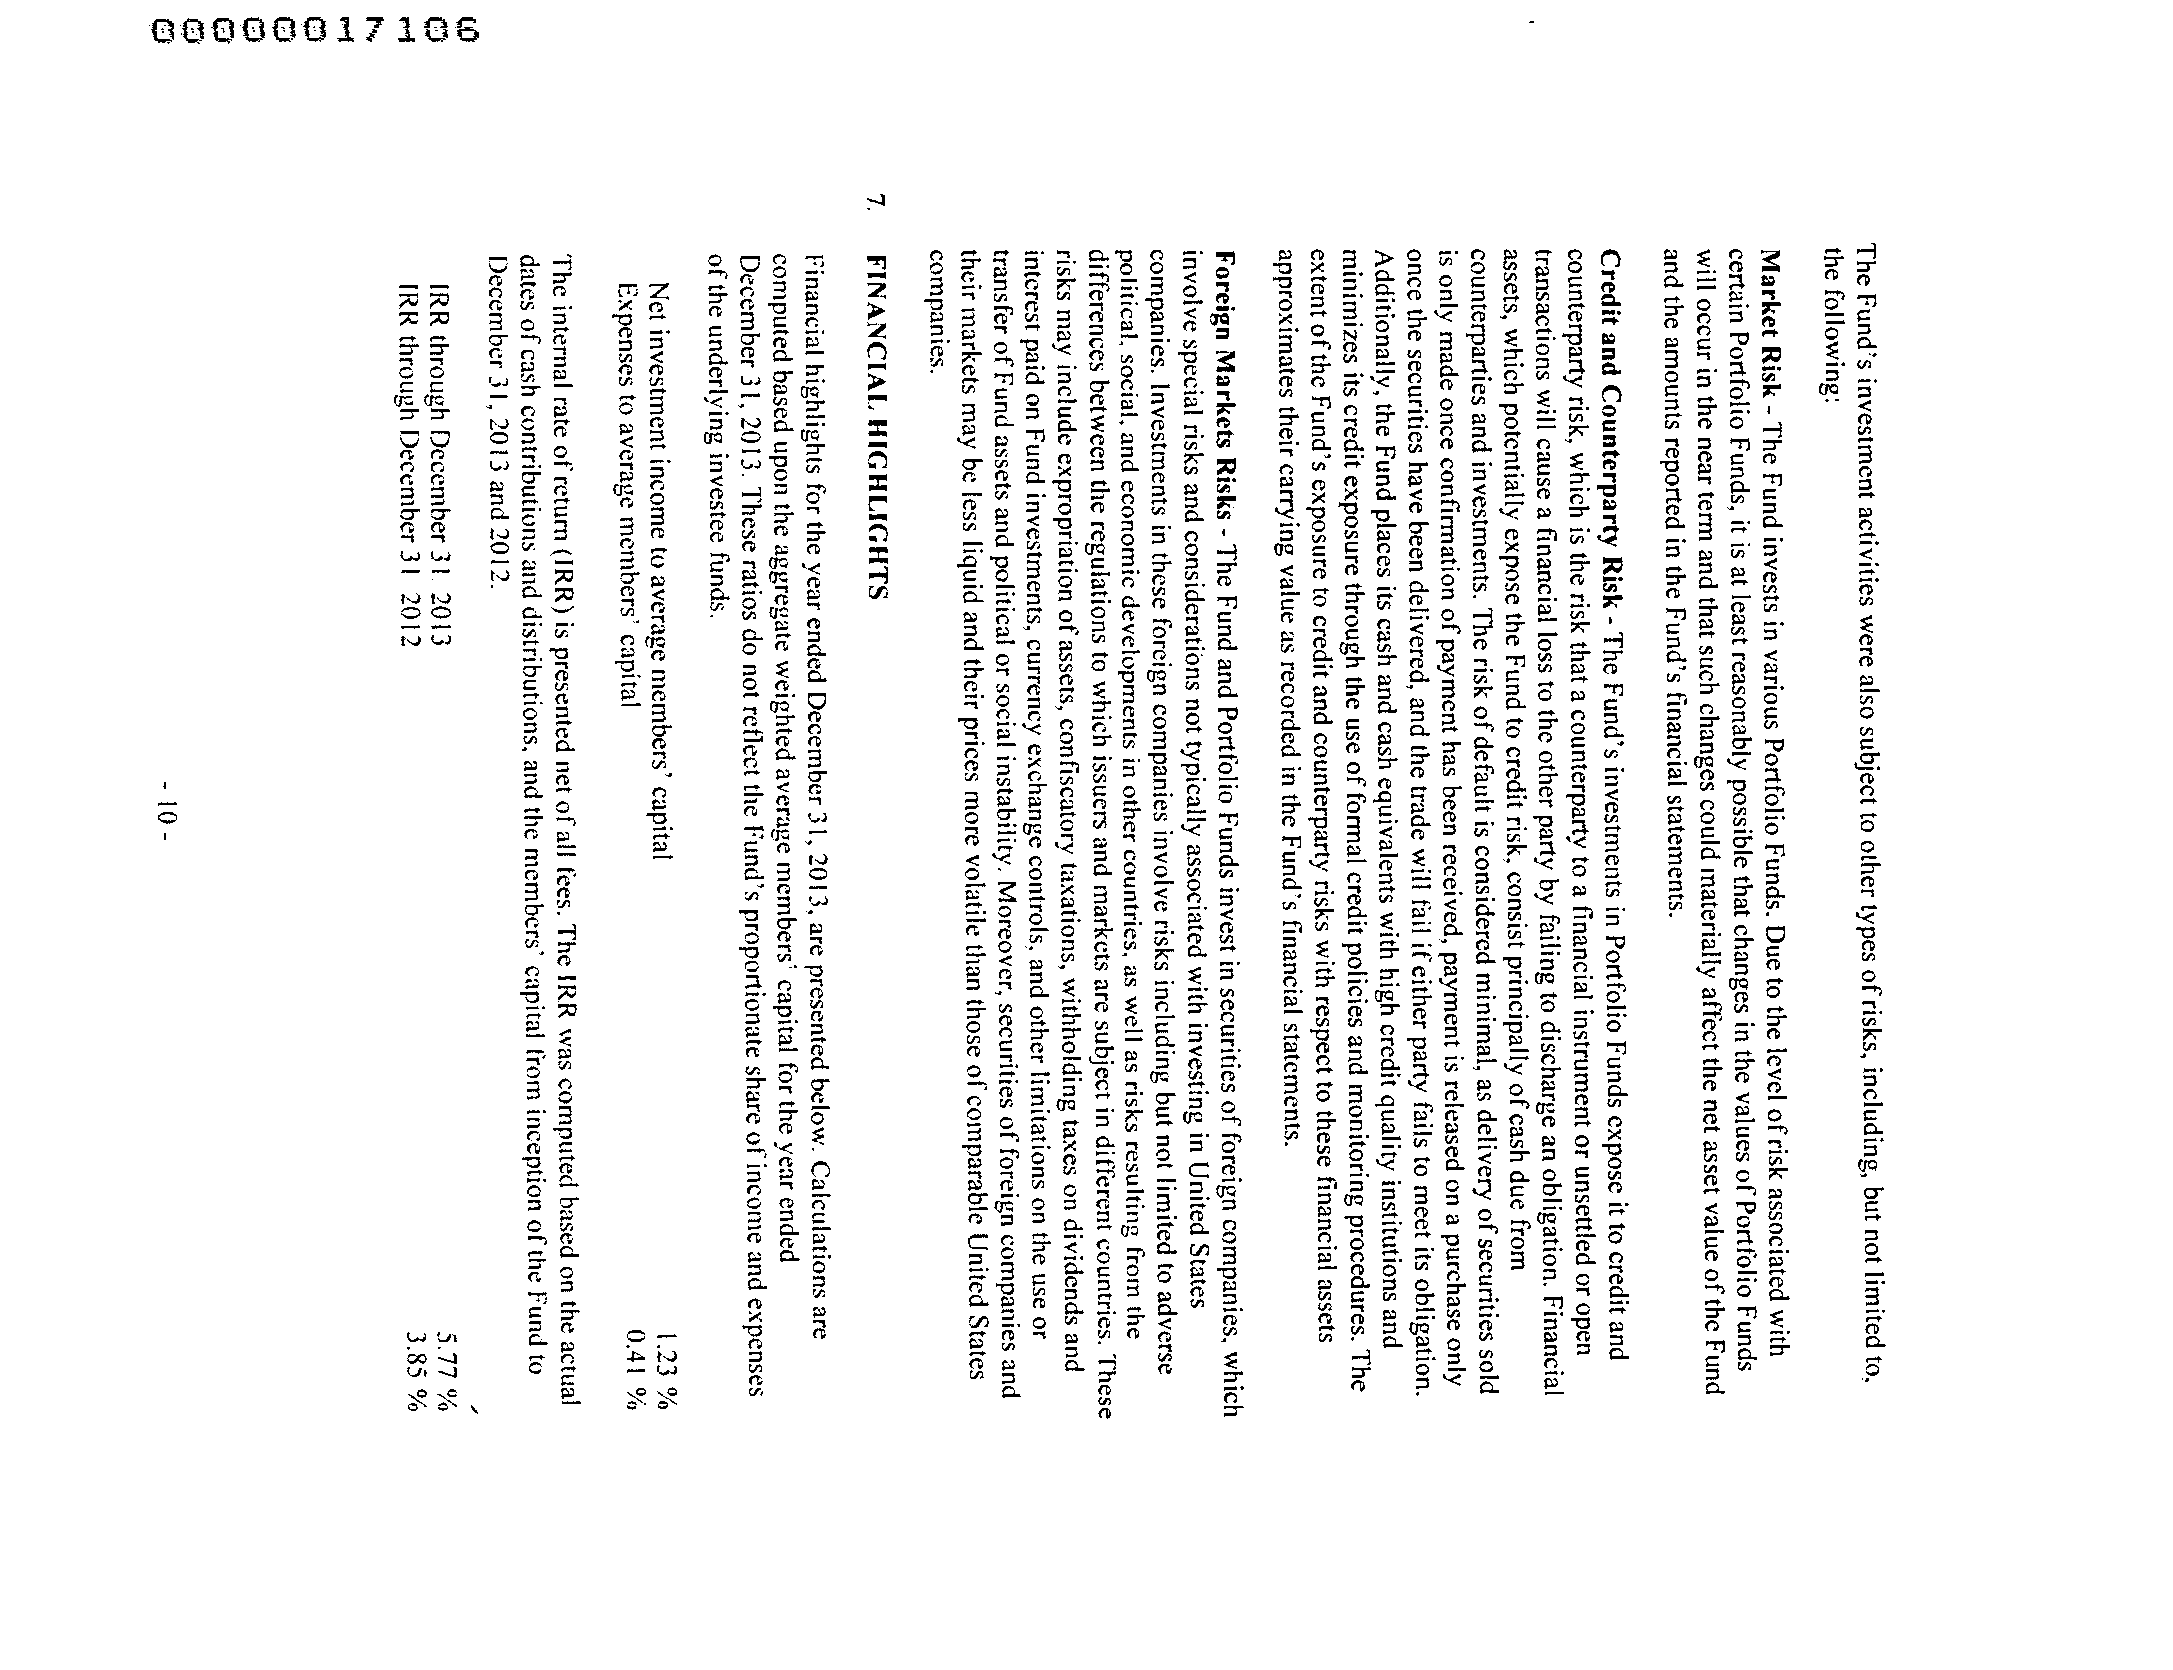 The Fund's investment activities were also subject to other types of risks, including, but not limited to,
the following:
Market Risk - The Fund invests in various Portfolio Funds. Due to the level of risk associated with
certain Portfolio Funds, it is at least reasonably possible that changes in the values of Portfolio Funds
will occur in the near term and that such changes could materially affect the net asset value of the Fund
and the amounts reported in the Fund's financial statements.
Credit and Counterparty Risk - The Fund's investments in Portfolio Funds expose it to credit and
counterparty risk, which is the risk that a counterparty to a financial instrument or unsettled or open
transactions will cause a financial loss to the other party by failing to discharge an obligation. Financial
assets, which potentially expose the Fund to credit risk, consist principally of cash due from
counterparties and investments. The risk of default is considered minimal, as delivery of securities sold
is only made once confirmation of payment has been received, payment is released on a purchase only
once the securities have been delivered, and the trade will fail if either party fails to meet its obligation.
Additionally, the Fund places its cash and cash equivalents with high credit quality institutions and
minimizes its credit exposure through the use of formal credit policies and monitoring procedures. The
extent of the Fund's exposure to credit and counterparty risks with respect to these financial assets
approximates their carrying value as recorded in the Fund's financial statements.
Foreign Markets Risks - The Fund and Portfolio Funds invest in securities of foreign companies, which
involve special risks and considerations not typically associated with investing in United States
companies. Investments in these foreign companies involve risks including but not limited to adverse
political, social, and economic developments in other countries, as well as risks resulting from the
differences between the regulations to which issuers and markets are subject in different countries. These
risks may include expropriation of assets, confiscatory taxations, withholding taxes on dividends and
interest paid on Fund investments, currency exchange controls, and other limitations on the use or
transfer of Fund assets and political or social instability. Moreover, securities of foreign companies and
their markets may be less liquid and their prices more volatile than those of comparable United States
companies.
7. FINANCIAL HIGHLIGHTS
Financial highlights for the year ended December 31, 2013, are presented below. Calculations are
computed based upon the aggregate weighted average members' capital for the year ended
December 31, 2013. These ratios do not reflect the Fund's proportionate share of income and expenses
of the underlying investee funds.
Net investment income to average members' capital 1.23 %
Expenses to average members' capital 0.41 %
The internal rate of return (IRR) is presented net of all fees. The IRR was computed based on the actual
dates of cash contributions and distributions, and the members' capital from inception of the Fund to
December 31, 2013 and 2012.
IRR through December 31 2013 5.77 %
IRR through December 31 2012 3.85 %
- 10 -
00000017106